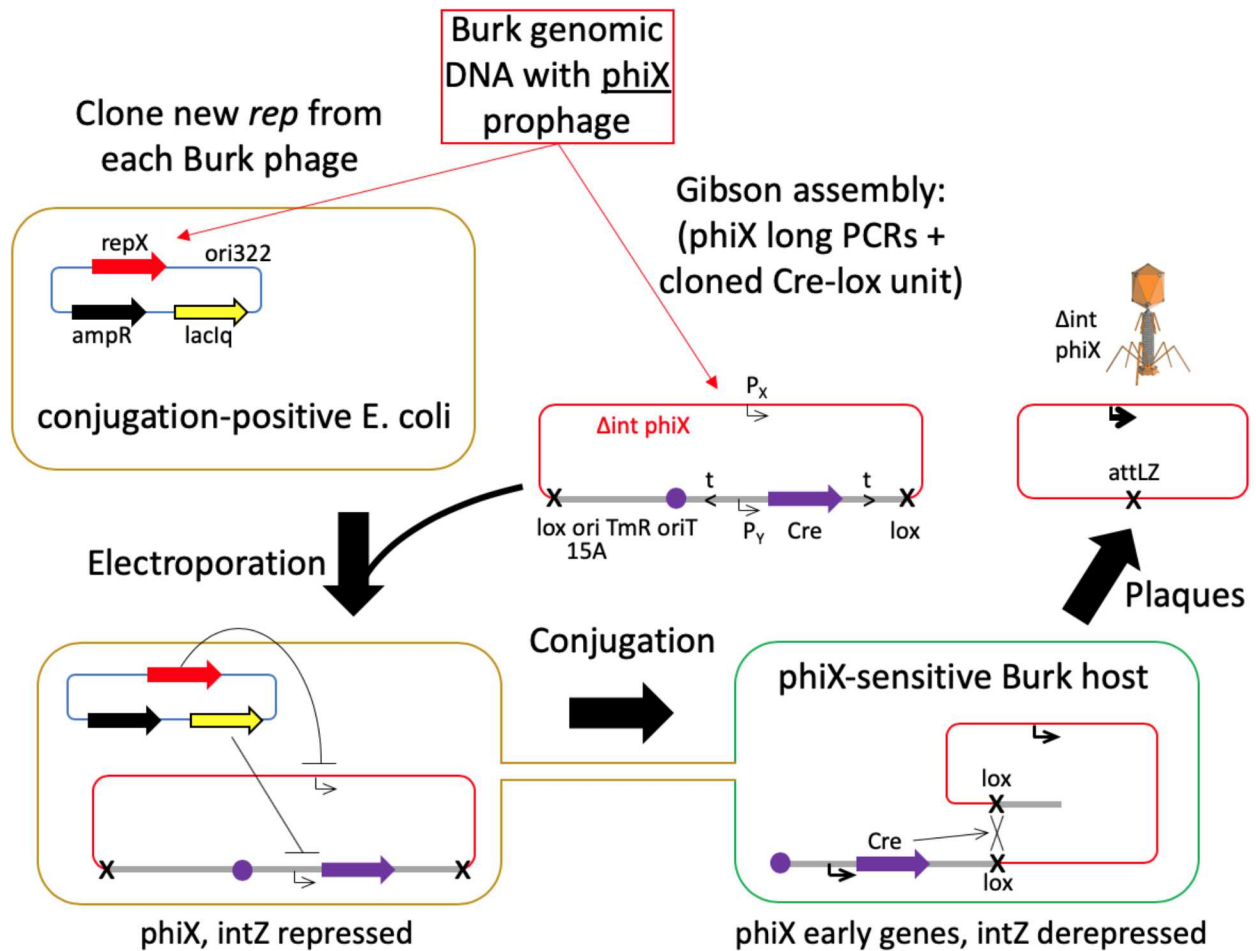 Burk genomic
DNA with phiX
prophage
Clone new rep from
each Burk phage
Gibson assembly:
(phiX long PCRs +
cloned Cre-lox unit)
repX
ori322
ampR
lacIq
conjugation-positive E. coli
Δint
phiX
PX
Δint phiX
t
t
lox ori TmR oriT
15A
PY
Cre
lox
attLZ
Electroporation
Conjugation
Plaques
phiX-sensitive Burk host
lox
Cre
lox
phiX, intZ repressed
phiX early genes, intZ derepressed